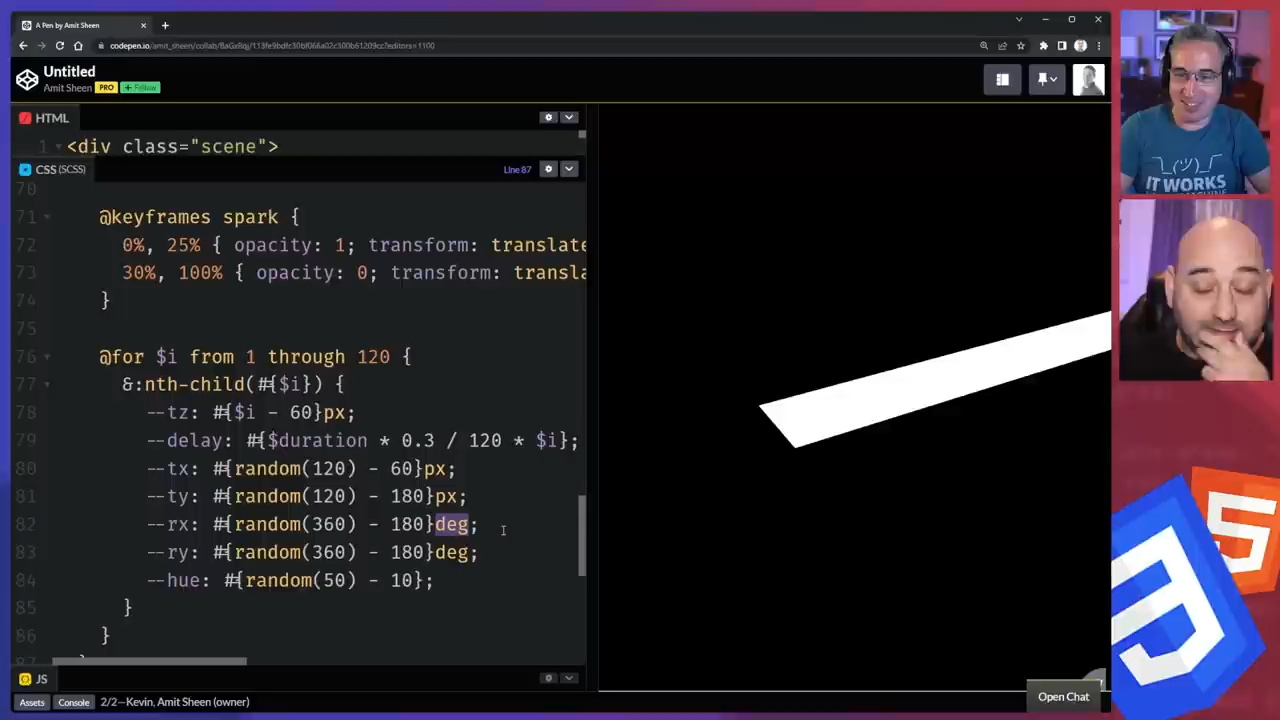 A Pen by Amit Sheen
codepen.io/amit_sheen/collab/BaGxBqj/113fe9bdfc30bf066a02c300b61209cc?editors=1100
Untitled
Amit Sheen PRO + Follow
HTML
1 <div class="scene">
CSS (SCSS) Line 87
70
71 @keyframes spark {
72 0%, 25% { opacity: 1; transform: translate
73 30%, 100% { opacity: 0; transform: transla
74 }
75
76 @for $i from 1 through 120 {
77 &:nth-child(#{$i}) {
78 --tz: #{$i - 60}px;
79 --delay: #{$duration * 0.3 / 120 * $i};
80 --tx: #{random(120) - 60}px;
81 --ty: #{random(120) - 180}px;
82 --rx: #{random(360) - 180}deg;
83 --ry: #{random(360) - 180}deg;
84 --hue: #{random(50) - 10};
85 }
86 }
87 }
JS
Assets Console 2/2—Kevin, Amit Sheen (owner)
Open Chat
¯\_(ツ)_/¯
IT WORKS